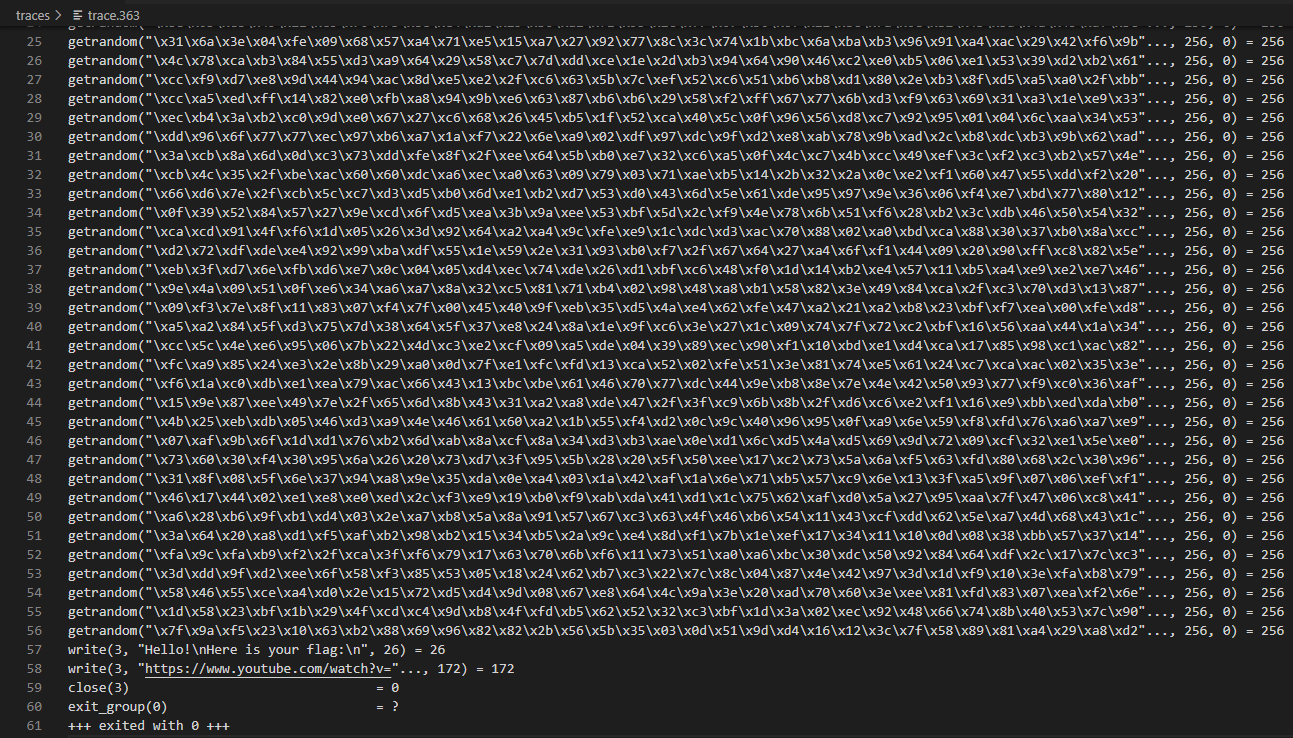 traces > trace.363
25 getrandom("\x31\x6a\x3e\x04\xfe\x09\x68\x57\xa4\x71\xe5\x15\xa7\x27\x92\x77\x8c\x3c\x74\x1b\xbc\x6a\xba\xb3\x96\x91\xa4\xac\x29\x42\xf6\x9b"..., 256, 0) = 256
26 getrandom("\x4c\x78\xca\xb3\x84\x55\xd3\xa9\x64\x29\x58\xc7\x7d\xdd\xce\x1e\x2d\xb3\x94\x64\x90\x46\xc2\xe0\xb5\x06\xe1\x53\x39\xd2\xb2\x61"..., 256, 0) = 256
27 getrandom("\xcc\xf9\xd7\xe8\x9d\x44\x94\xac\x8d\xe5\xe2\x2f\xc6\x63\x5b\x7c\xef\x52\xc6\x51\xb6\xb8\xd1\x80\x2e\xb3\x8f\xd5\xa5\xa0\x2f\xbb"..., 256, 0) = 256
28 getrandom("\xcc\xa5\xed\xff\x14\x82\xe0\xfb\xa8\x94\x9b\xe6\x63\x87\xb6\xb6\x29\x58\xf2\xff\x67\x77\x6b\xd3\xf9\x63\x69\x31\xa3\x1e\xe9\x33"..., 256, 0) = 256
29 getrandom("\xec\xb4\x3a\xb2\xc0\x9d\xe0\x67\x27\xc6\x68\x26\x45\xb5\x1f\x52\xca\x40\x5c\x0f\x96\x56\xd8\xc7\x92\x95\x01\x04\x6c\xaa\x34\x53"..., 256, 0) = 256
30 getrandom("\xdd\x96\x6f\x77\x77\xec\x97\xb6\xa7\x1a\xf7\x22\x6e\xa9\x02\xdf\x97\xdc\x9f\xd2\xe8\xab\x78\x9b\xad\x2c\xb8\xdc\xb3\x9b\x62\xad"..., 256, 0) = 256
31 getrandom("\x3a\xcb\x8a\x6d\x0d\xc3\x73\xdd\xfe\x8f\x2f\xee\x64\x5b\xb0\xe7\x32\xc6\xa5\x0f\x4c\xc7\x4b\xcc\x49\xef\x3c\xf2\xc3\xb2\x57\x4e"..., 256, 0) = 256
32 getrandom("\xcb\x4c\x35\x2f\xbe\xac\x60\x60\xdc\xa6\xec\xa0\x63\x09\x79\x03\x71\xae\xb5\x14\x2b\x32\x2a\x0c\xe2\xf1\x60\x47\x55\xdd\xf2\x20"..., 256, 0) = 256
33 getrandom("\x66\xd6\x7e\x2f\xcb\x5c\xc7\xd3\xd5\xb0\x6d\xe1\xb2\xd7\x53\xd0\x43\x6d\x5e\x61\xde\x95\x97\x9e\x36\x06\xf4\xe7\xbd\x77\x80\x12"..., 256, 0) = 256
34 getrandom("\x0f\x39\x52\x84\x57\x27\x9e\xcd\x6f\xd5\xea\x3b\x9a\xee\x53\xbf\x5d\x2c\xf9\x4e\x78\x6b\x51\xf6\x28\xb2\x3c\xdb\x46\x50\x54\x32"..., 256, 0) = 256
35 getrandom("\xca\xcd\x91\x4f\xf6\x1d\x05\x26\x3d\x92\x64\xa2\xa4\x9c\xfe\xe9\x1c\xdc\xd3\xac\x70\x88\x02\xa0\xbd\xca\x88\x30\x37\xb0\x8a\xcc"..., 256, 0) = 256
36 getrandom("\xd2\x72\xdf\xde\xe4\x92\x99\xba\xdf\x55\x1e\x59\x2e\x31\x93\xb0\xf7\x2f\x67\x64\x27\xa4\x6f\xf1\x44\x09\x20\x90\xff\xc8\x82\x5e"..., 256, 0) = 256
37 getrandom("\xeb\x3f\xd7\x6e\xfb\xd6\xe7\x0c\x04\x05\xd4\xec\x74\xde\x26\xd1\xbf\xc6\x48\xf0\x1d\x14\xb2\xe4\x57\x11\xb5\xa4\xe9\xe2\xe7\x46"..., 256, 0) = 256
38 getrandom("\x9e\x4a\x09\x51\x0f\xe6\x34\xa6\xa7\x8a\x32\xc5\x81\x71\xb4\x02\x98\x48\xa8\xb1\x58\x82\x3e\x49\x84\xca\x2f\xc3\x70\xd3\x13\x87"..., 256, 0) = 256
39 getrandom("\x09\xf3\x7e\x8f\x11\x83\x07\xf4\x7f\x00\x45\x40\x9f\xeb\x35\xd5\x4a\xe4\x62\xfe\x47\xa2\x21\xa2\xb8\x23\xbf\xf7\xea\x00\xfe\xd8"..., 256, 0) = 256
40 getrandom("\xa5\xa2\x84\x5f\xd3\x75\x7d\x38\x64\x5f\x37\xe8\x24\x8a\x1e\x9f\xc6\x3e\x27\x1c\x09\x74\x7f\x72\xc2\xbf\x16\x56\xaa\x44\x1a\x34"..., 256, 0) = 256
41 getrandom("\xcc\x5c\x4e\xe6\x95\x06\x7b\x22\x4d\xc3\xe2\xcf\x09\xa5\xde\x04\x39\x89\xec\x90\xf1\x10\xbd\xe1\xd4\xca\x17\x85\x98\xc1\xac\x82"..., 256, 0) = 256
42 getrandom("\xfc\xa9\x85\x24\xe3\x2e\x8b\x29\xa0\x0d\x7f\xe1\xfc\xfd\x13\xca\x52\x02\xfe\x51\x3e\x81\x74\xe5\x61\x24\xc7\xca\xac\x02\x35\x3e"..., 256, 0) = 256
43 getrandom("\xf6\x1a\xc0\xdb\xe1\xea\x79\xac\x66\x43\x13\xbc\xbe\x61\x46\x70\x77\xdc\x44\x9e\xb8\x8e\x7e\x4e\x42\x50\x93\x77\xf9\xc0\x36\xaf"..., 256, 0) = 256
44 getrandom("\x15\x9e\x87\xee\x49\x7e\x2f\x65\x6d\x8b\x43\x31\xa2\xa8\xde\x47\x2f\x3f\xc9\x6b\x8b\x2f\xd6\xc6\xe2\xf1\x16\xe9\xbb\xed\xda\xb0"..., 256, 0) = 256
45 getrandom("\x4b\x25\xeb\xdb\x05\x46\xd3\xa9\x4e\x46\x61\x60\xa2\x1b\x55\xf4\xd2\x0c\x9c\x40\x96\x95\x0f\xa9\x6e\x59\xf8\xfd\x76\xa6\xa7\xe9"..., 256, 0) = 256
46 getrandom("\x07\xaf\x9b\x6f\x1d\xd1\x76\xb2\x6d\xab\x8a\xcf\x8a\x34\xd3\xb3\xae\x0e\xd1\x6c\xd5\x4a\xd5\x69\x9d\x72\x09\xcf\x32\xe1\x5e\xe0"..., 256, 0) = 256
47 getrandom("\x73\x60\x30\xf4\x30\x95\x6a\x26\x20\x73\xd7\x3f\x95\x5b\x28\x20\x5f\x50\xee\x17\xc2\x73\x5a\x6a\xf5\x63\xfd\x80\x68\x2c\x30\x96"..., 256, 0) = 256
48 getrandom("\x31\x8f\x08\x5f\x6e\x37\x94\xa8\x9e\x35\xda\x0e\xa4\x03\x1a\x42\xaf\x1a\x6e\x71\xb5\x57\xc9\x6e\x13\x3f\xa5\x9f\x07\x06\xef\xf1"..., 256, 0) = 256
49 getrandom("\x46\x17\x44\x02\xe1\xe8\xe0\xed\x2c\xf3\xe9\x19\xb0\xf9\xab\xda\x41\xd1\x1c\x75\x62\xaf\xd0\x5a\x27\x95\xaa\x7f\x47\x06\xc8\x41"..., 256, 0) = 256
50 getrandom("\xa6\x28\xb6\x9f\xb1\xd4\x03\x2e\xa7\xb8\x5a\x8a\x91\x57\x67\xc3\x63\x4f\x46\xb6\x54\x11\x43\xcf\xdd\x62\x5e\xa7\x4d\x68\x43\x1c"..., 256, 0) = 256
51 getrandom("\x3a\x64\x20\xa8\xd1\xf5\xaf\xb2\x98\xb2\x15\x34\xb5\x2a\x9c\xe4\x8d\xf1\x7b\x1e\xef\x17\x34\x11\x10\x0d\x08\x38\xbb\x57\x37\x14"..., 256, 0) = 256
52 getrandom("\xfa\x9c\xfa\xb9\xf2\x2f\xca\x3f\xf6\x79\x17\x63\x70\x6b\xf6\x11\x73\x51\xa0\xa6\xbc\x30\xdc\x50\x92\x84\x64\xdf\x2c\x17\x7c\xc3"..., 256, 0) = 256
53 getrandom("\x3d\xdd\x9f\xd2\xee\x6f\x58\xf3\x85\x53\x05\x18\x24\x62\xb7\xc3\x22\x7c\x8c\x04\x87\x4e\x42\x97\x3d\x1d\xf9\x10\x3e\xfa\xb8\x79"..., 256, 0) = 256
54 getrandom("\x58\x46\x55\xce\xa4\xd0\x2e\x15\x72\xd5\xd4\x9d\x08\x67\xe8\x64\x4c\x9a\x3e\x20\xad\x70\x60\x3e\xee\x81\xfd\x83\x07\xea\xf2\x6e"..., 256, 0) = 256
55 getrandom("\x1d\x58\x23\xbf\x1b\x29\x4f\xcd\xc4\x9d\xb8\x4f\xfd\xb5\x62\x52\x32\xc3\xbf\x1d\x3a\x02\xec\x92\x48\x66\x74\x8b\x40\x53\x7c\x90"..., 256, 0) = 256
56 getrandom("\x7f\x9a\xf5\x23\x10\x63\xb2\x88\x69\x96\x82\x82\x2b\x56\x5b\x35\x03\x0d\x51\x9d\xd4\x16\x12\x3c\x7f\x58\x89\x81\xa4\x29\xa8\xd2"..., 256, 0) = 256
57 write(3, "Hello!\nHere is your flag:\n", 26) = 26
58 write(3, "https://www.youtube.com/watch?v="..., 172) = 172
59 close(3) = 0
60 exit_group(0) = ?
61 +++ exited with 0 +++